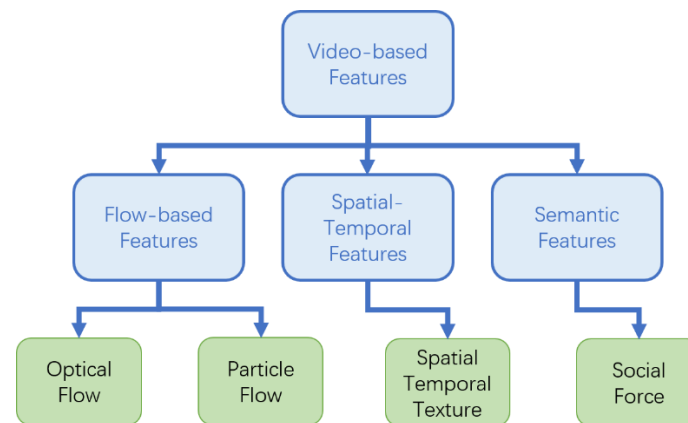 Video-based
Features
Flow-based
Features
Spatial-
Temporal
Features
Semantic
Features
Optical
Flow
Particle
Flow
Spatial
Temporal
Texture
Social
Force